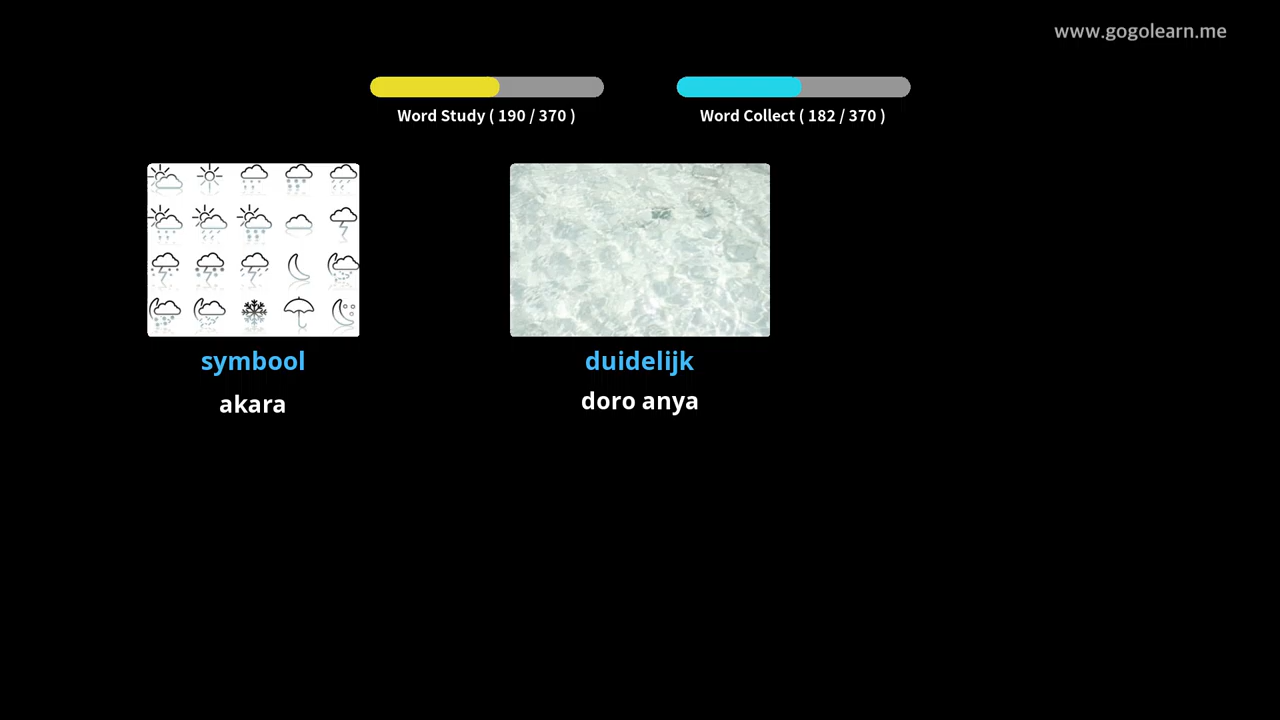 www.gogolearn.me
Word Study ( 190 / 370 )
Word Collect ( 182 / 370 )
symbool
akara
duidelijk
doro anya